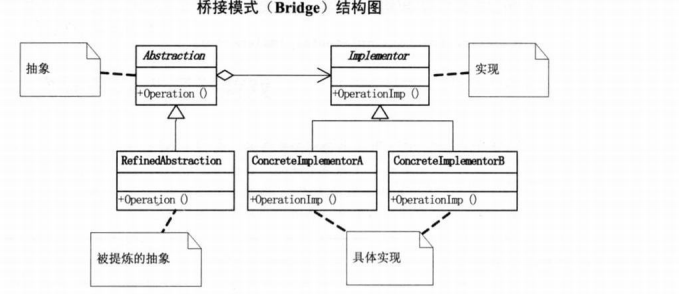 桥接模式（Bridge）结构图
抽象
Abstraction
+Operation ()
Implementor
+OperationImp ()
实现
RefinedAbstraction
+Operation ()
ConcreteImplementorA
+OperationImp ()
ConcreteImplementorB
+OperationImp ()
被提炼的抽象
具体实现